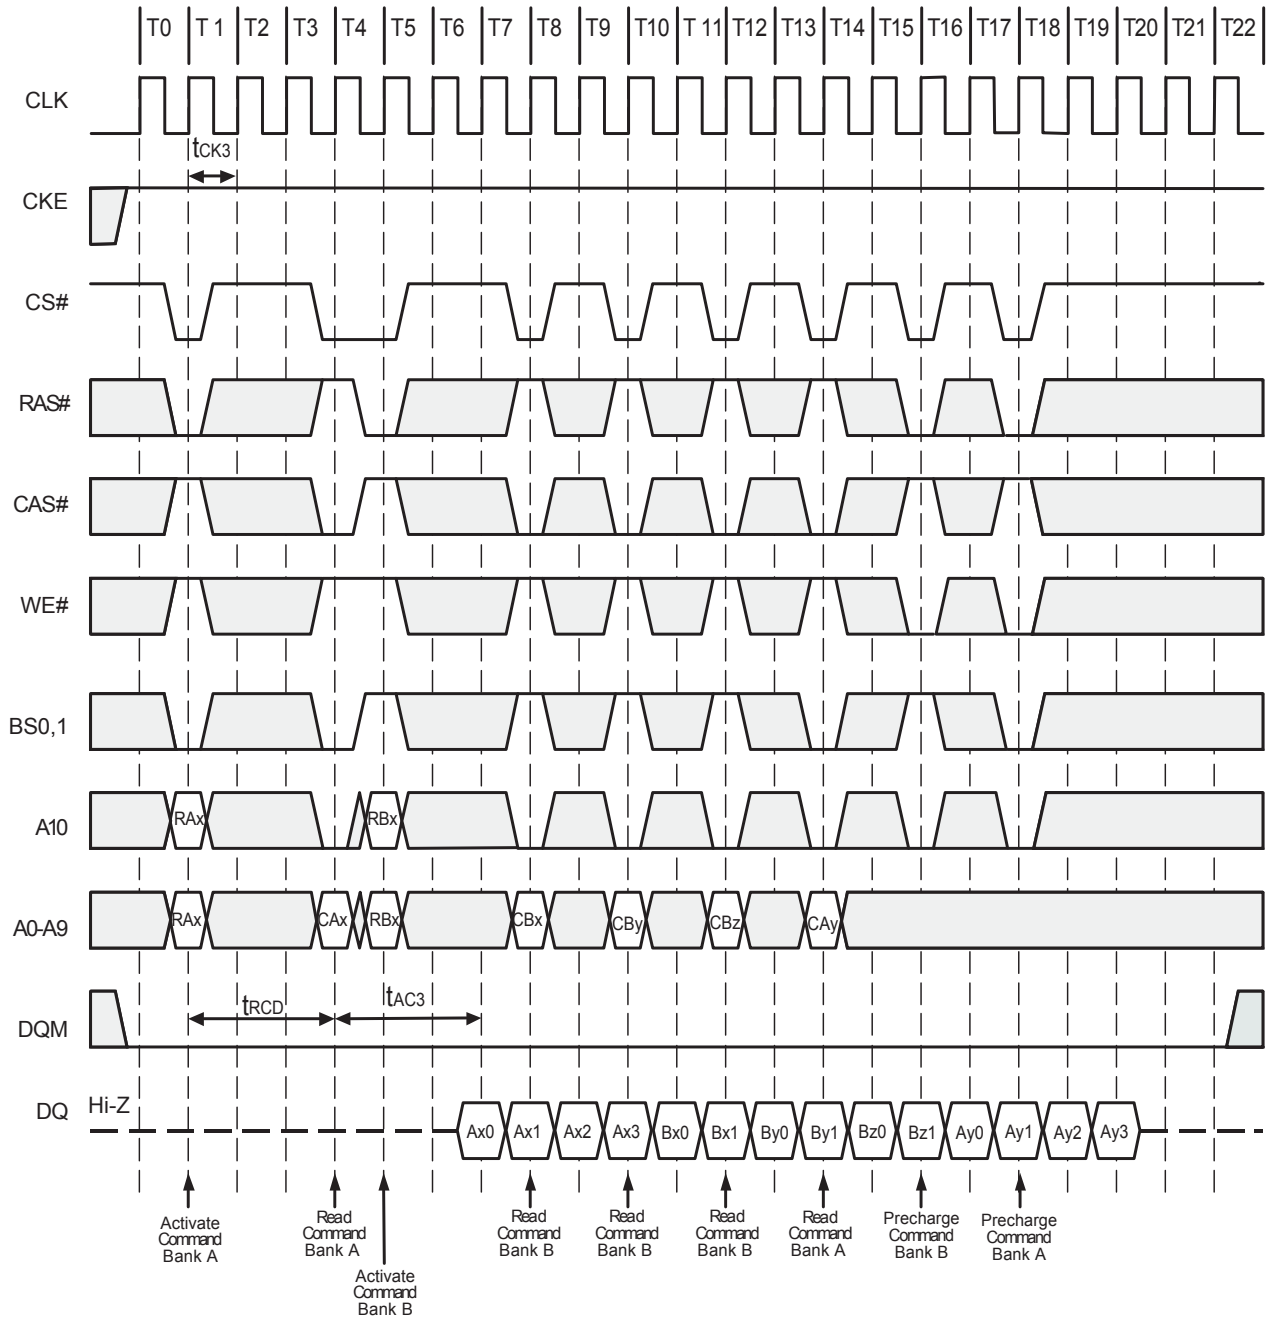 T0 T 1 T2 T3 T4 T5 T6 T7 T8 T9 T10 T 11 T12 T13 T14 T15 T16 T17 T18 T19 T20 T21 T22
CLK
tCK3
CKE
CS#
RAS#
CAS#
WE#
BS0,1
A10 RAx RBx
A0-A9 RAx CAx RBx CBx CBy CBz CAy
tRCD tAC3
DQM
DQ Hi-Z Ax0 Ax1 Ax2 Ax3 Bx0 Bx1 By0 By1 Bz0 Bz1 Ay0 Ay1 Ay2 Ay3
Activate
Command
Bank A
Read
Command
Bank A
Activate
Command
Bank B
Read
Command
Bank B
Read
Command
Bank B
Read
Command
Bank B
Read
Command
Bank A
Precharge
Command
Bank B
Precharge
Command
Bank A